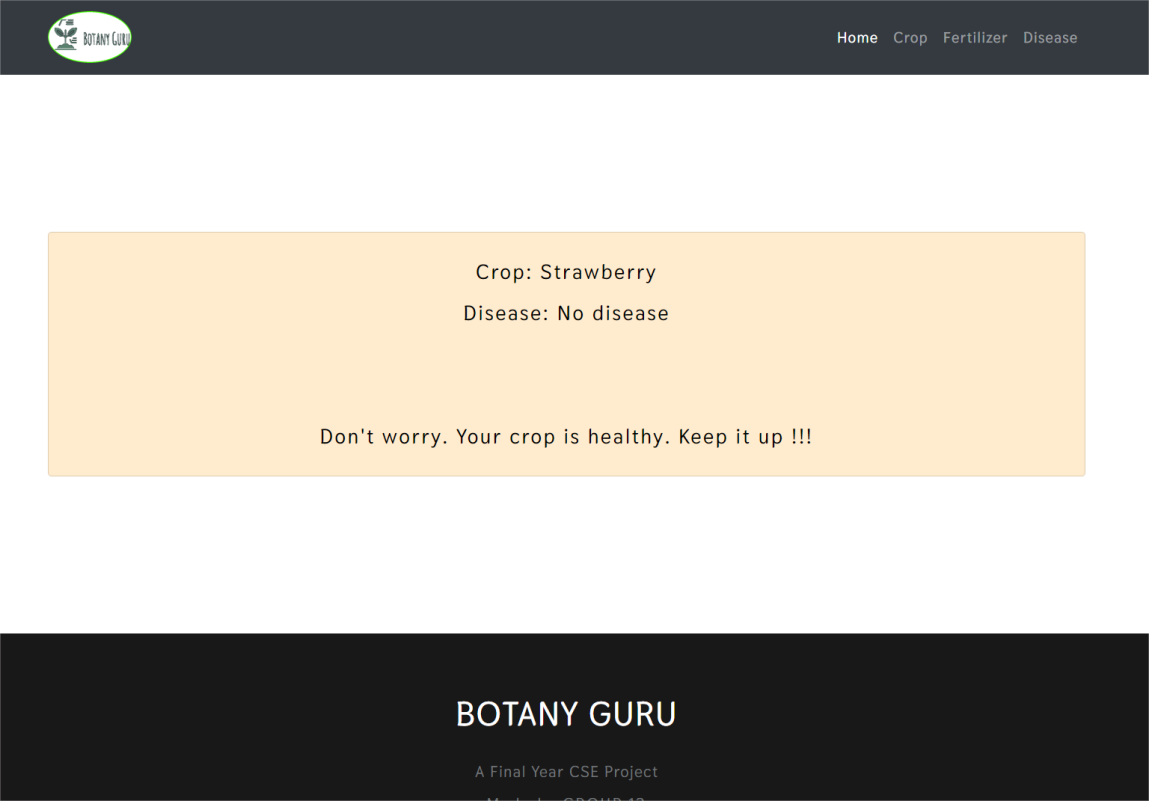 BOTANY GURU
Home Crop Fertilizer Disease
Crop: Strawberry
Disease: No disease
Don't worry. Your crop is healthy. Keep it up !!!
BOTANY GURU
A Final Year CSE Project